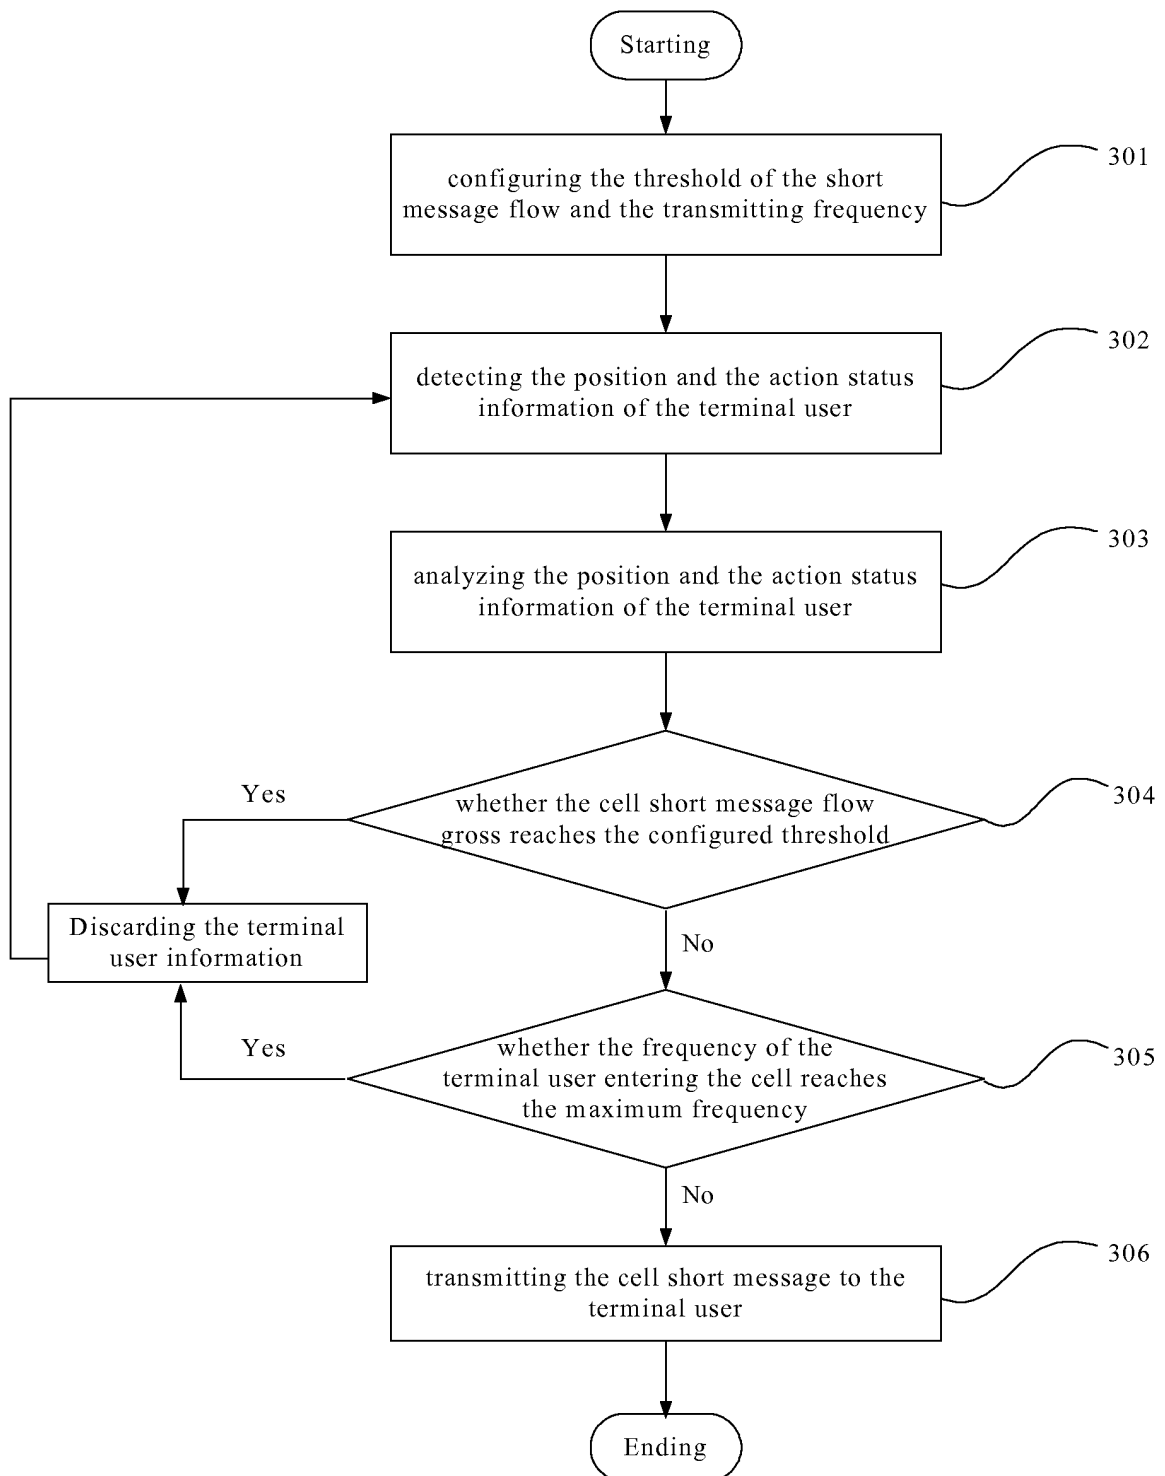 Starting
configuring the threshold of the short
message flow and the transmitting frequency
301
detecting the position and the action status
information of the terminal user
302
analyzing the position and the action status
information of the terminal user
303
Yes
whether the cell short message flow
gross reaches the configured threshold
304
Discarding the terminal
user information
No
Yes
whether the frequency of the
terminal user entering the cell reaches
the maximum frequency
305
No
transmitting the cell short message to the
terminal user
306
Ending